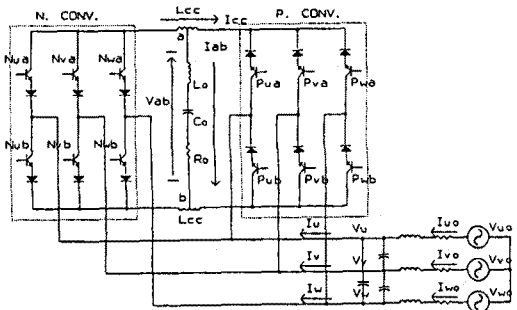 N. CONV.
Lcc
Icc
P. CONV.
a
Iab
Nua
Nva
Nwa
Lo
Pua
Pva
Pwa
Vab
Co
Nub
Nvb
Nwb
Ro
Pub
Pvb
Pwb
b
Lcc
Iu
Vu
Iuo
Vuo
Iv
Vv
Ivo
Vvo
Iw
Vw
Iwo
Vwo